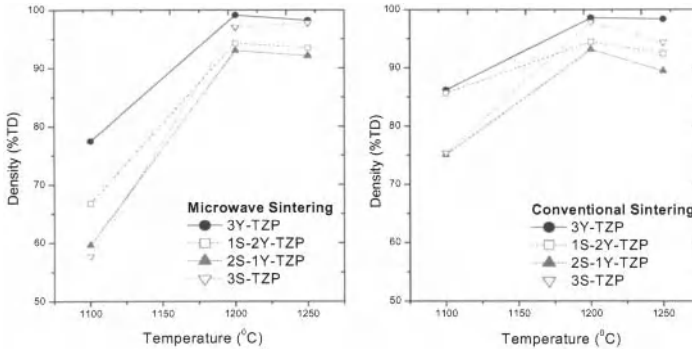 100
90
80
70
60
50
Density (%TD)
Microwave Sintering
3Y-TZP
1S-2Y-TZP
2S-1Y-TZP
3S-TZP
1100
1150
1200
1250
Temperature (⁰C)
100
90
80
70
60
50
Density (%TD)
Conventional Sintering
3Y-TZP
1S-2Y-TZP
2S-1Y-TZP
3S-TZP
1100
1150
1200
1250
Temperature (⁰C)